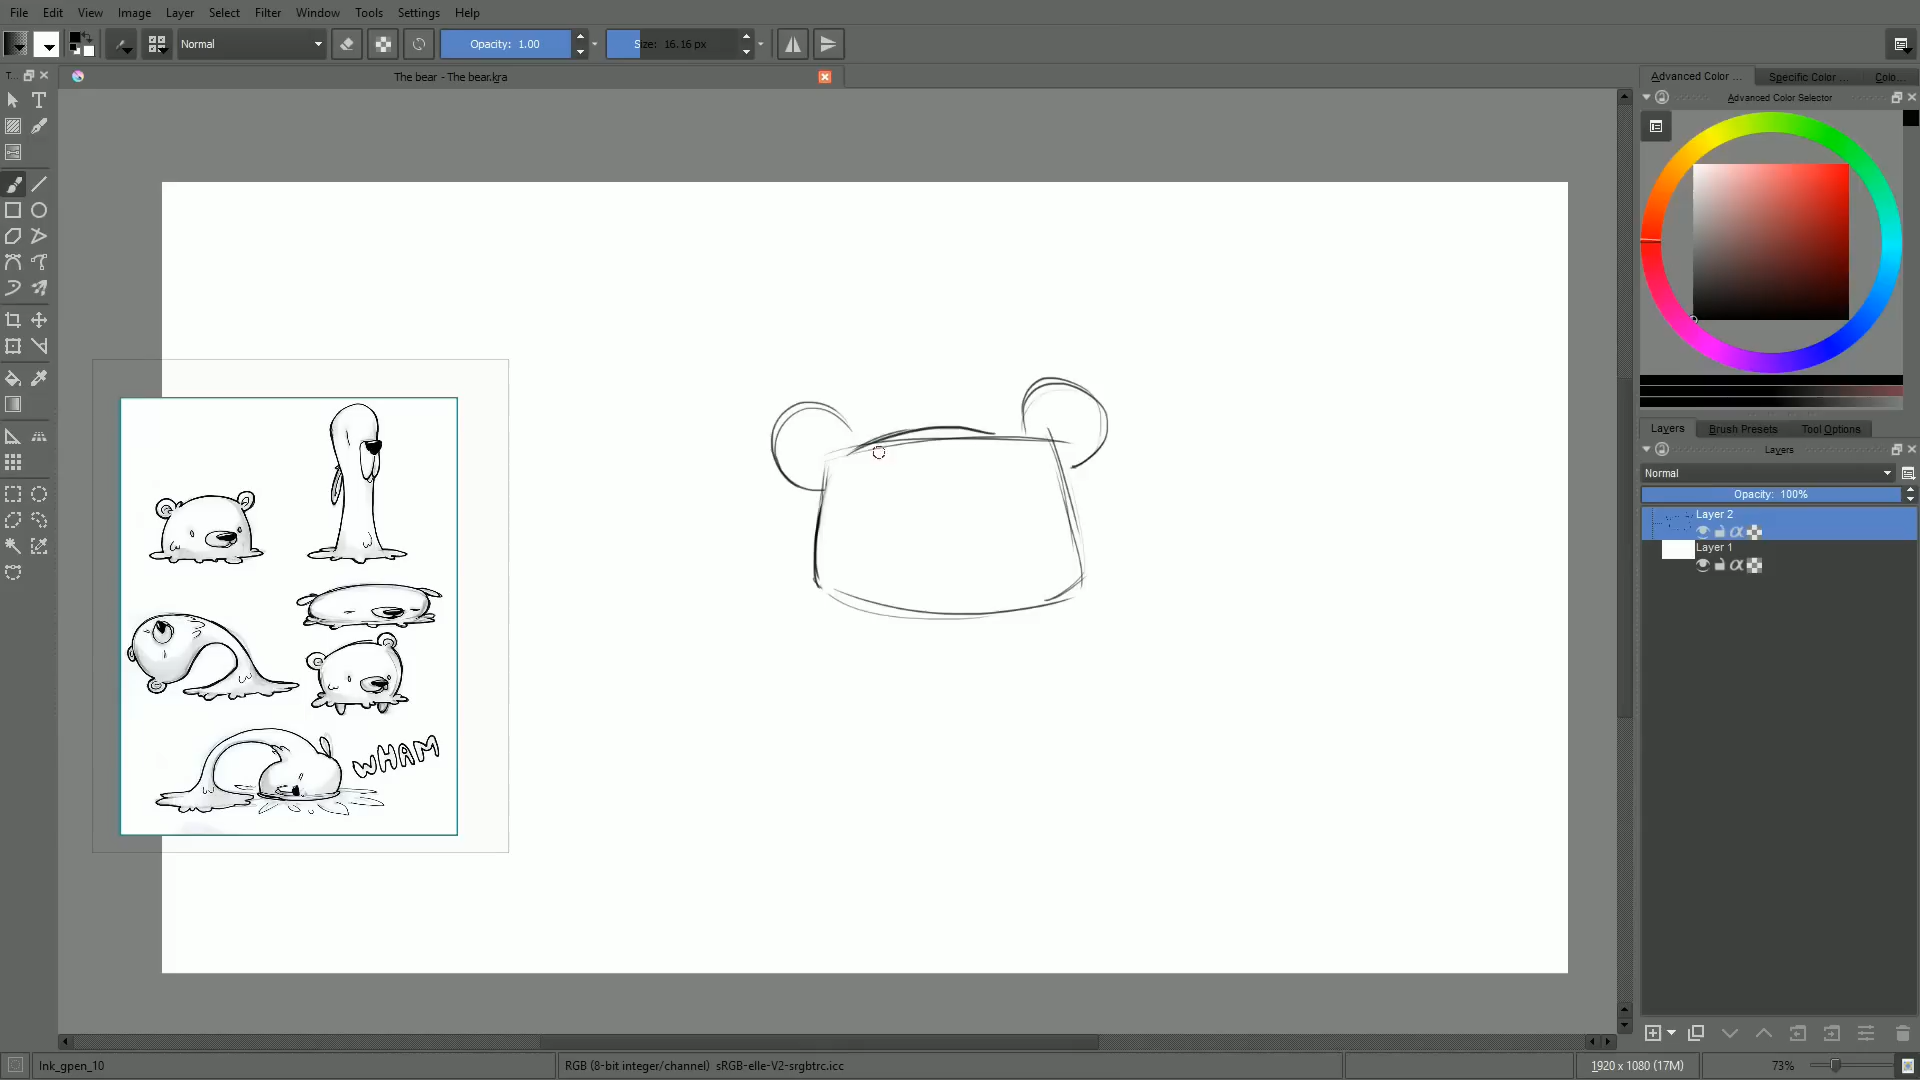 File Edit View Image Layer Select Filter Window Tools Settings Help
Normal Opacity: 1.00 Size: 16.16 px
T...
The bear - The bear.kra
Advanced Color ... Specific Color ... Colo...
Advanced Color Selector
WHAM
Layers Brush Presets Tool Options
Layers
Normal
Opacity: 100%
Layer 2
Layer 1
Ink_gpen_10 RGB (8-bit integer/channel) sRGB-elle-V2-srgbtrc.icc 1920 x 1080 (17M) 73%